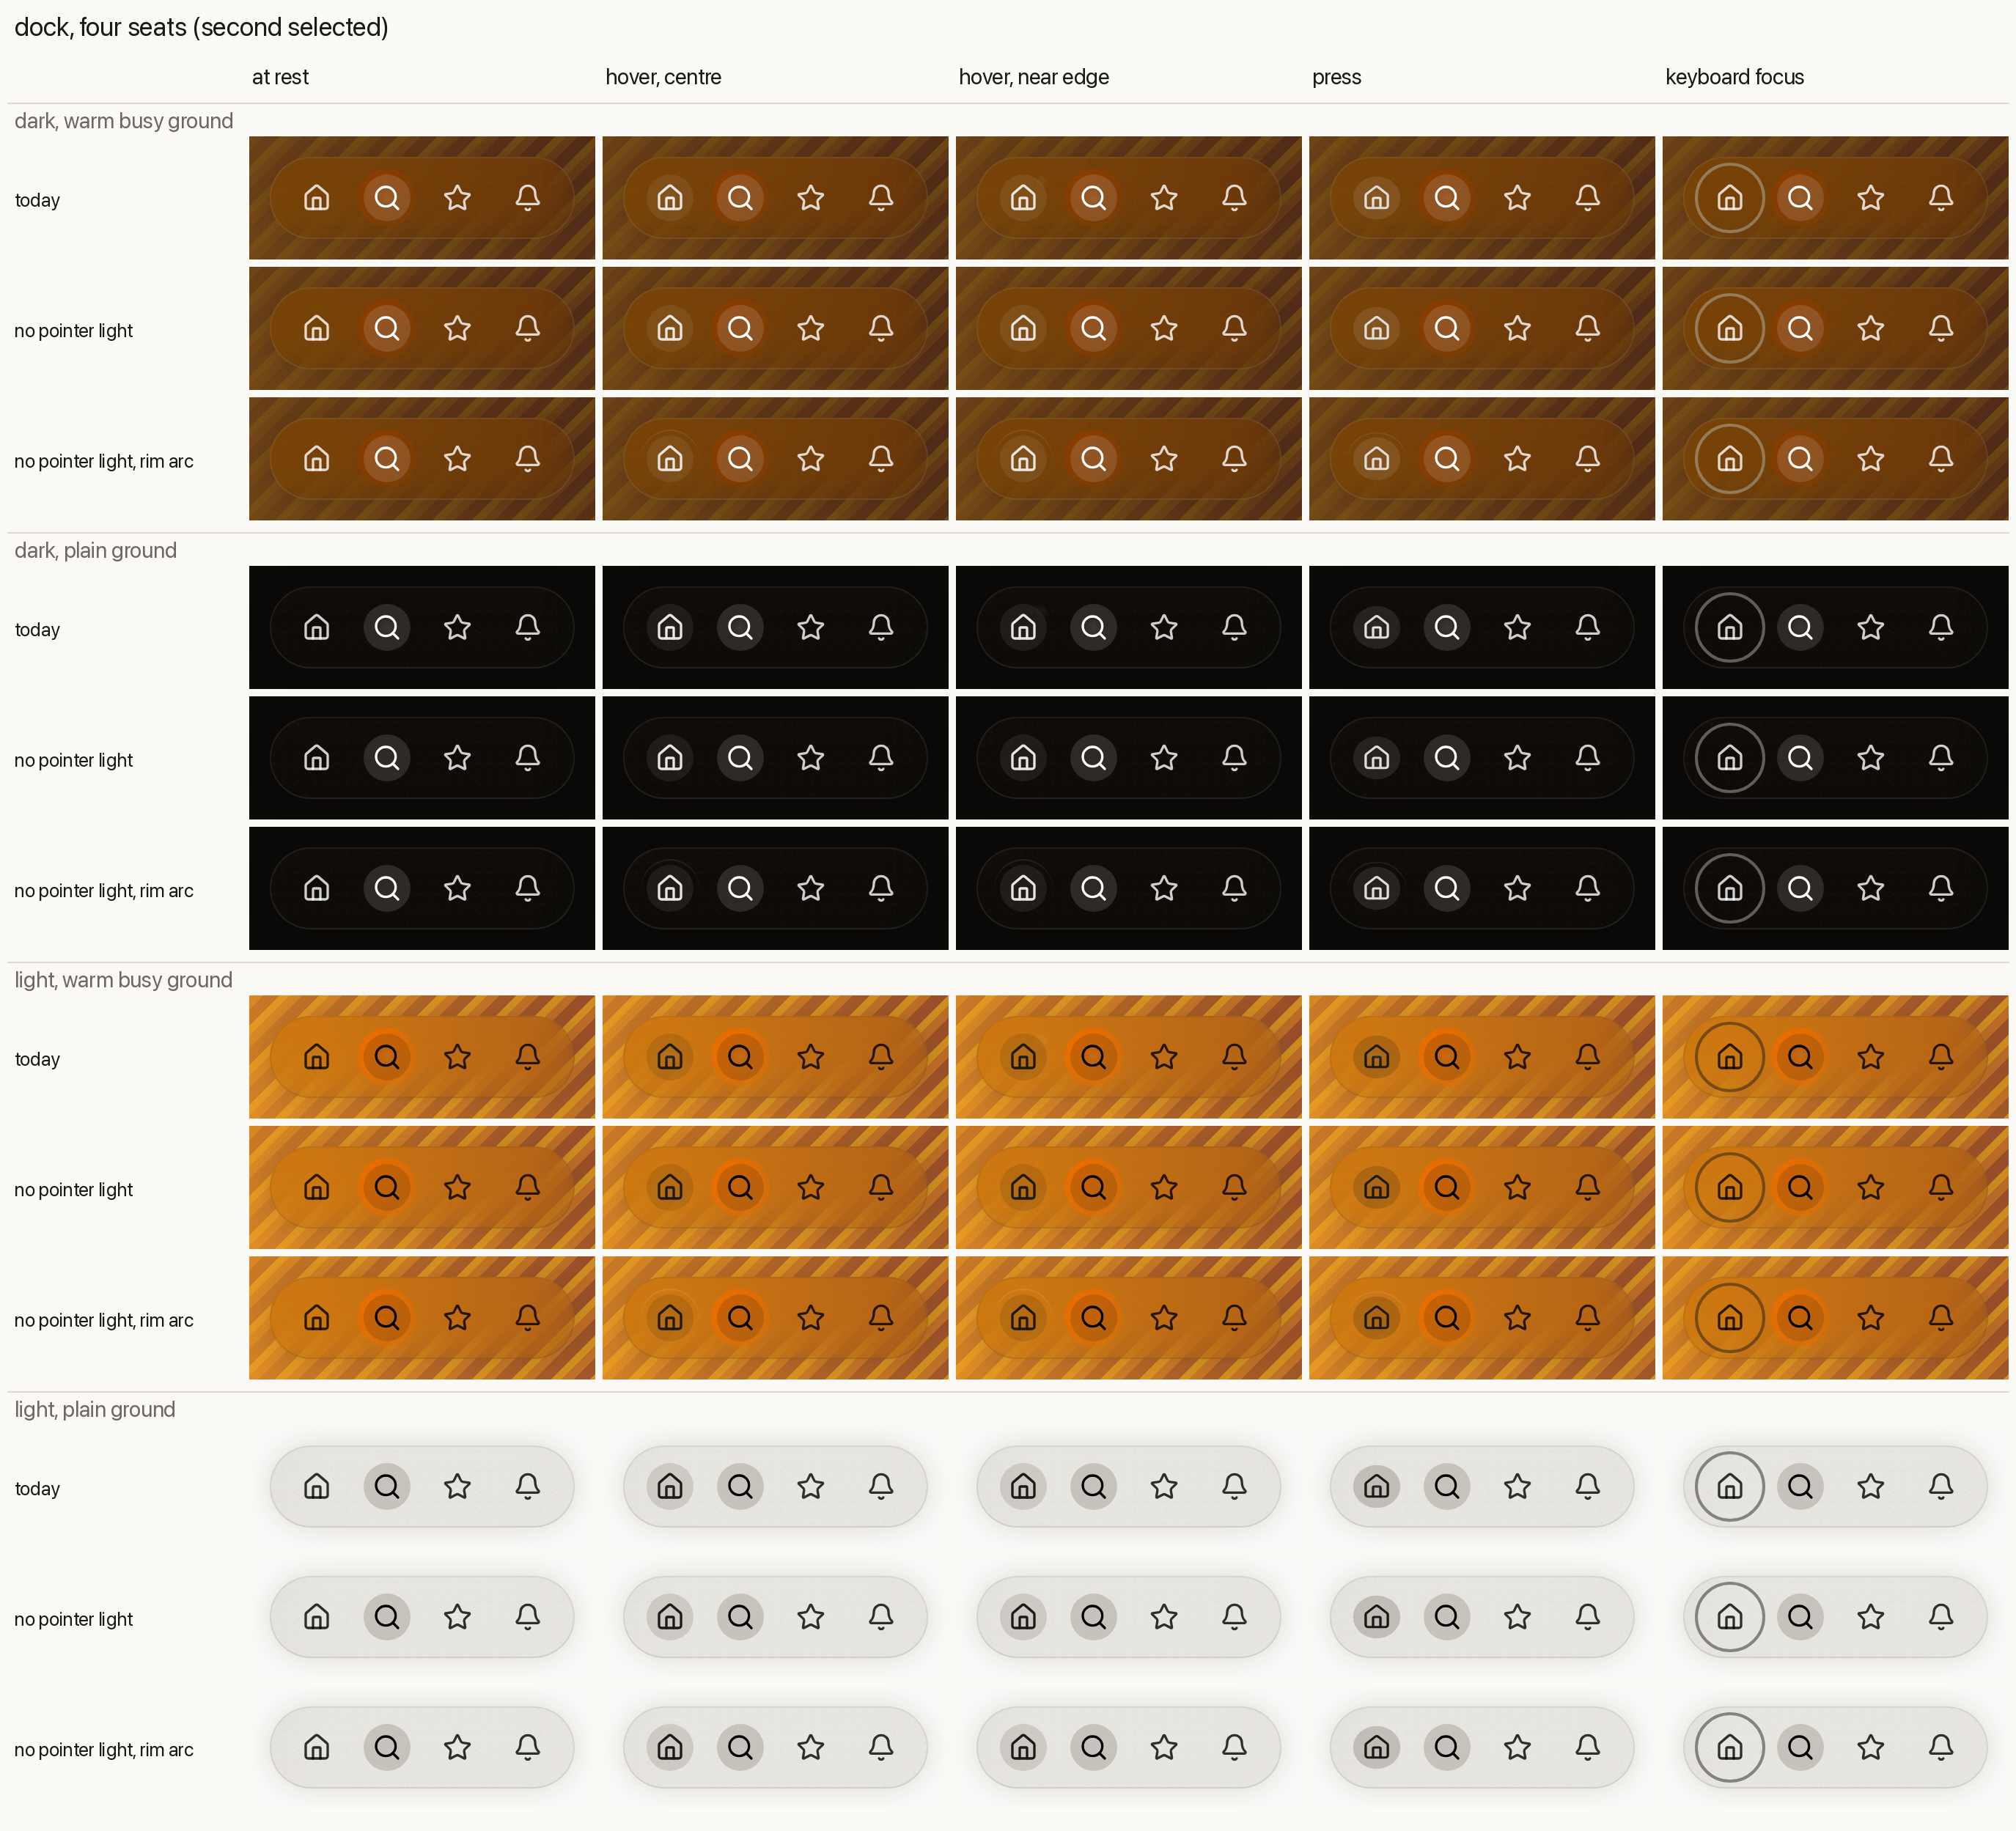 dock, four seats (second selected)
at rest hover, centre hover, near edge press keyboard focus
dark, warm busy ground
today
no pointer light
no pointer light, rim arc
dark, plain ground
today
no pointer light
no pointer light, rim arc
light, warm busy ground
today
no pointer light
no pointer light, rim arc
light, plain ground
today
no pointer light
no pointer light, rim arc